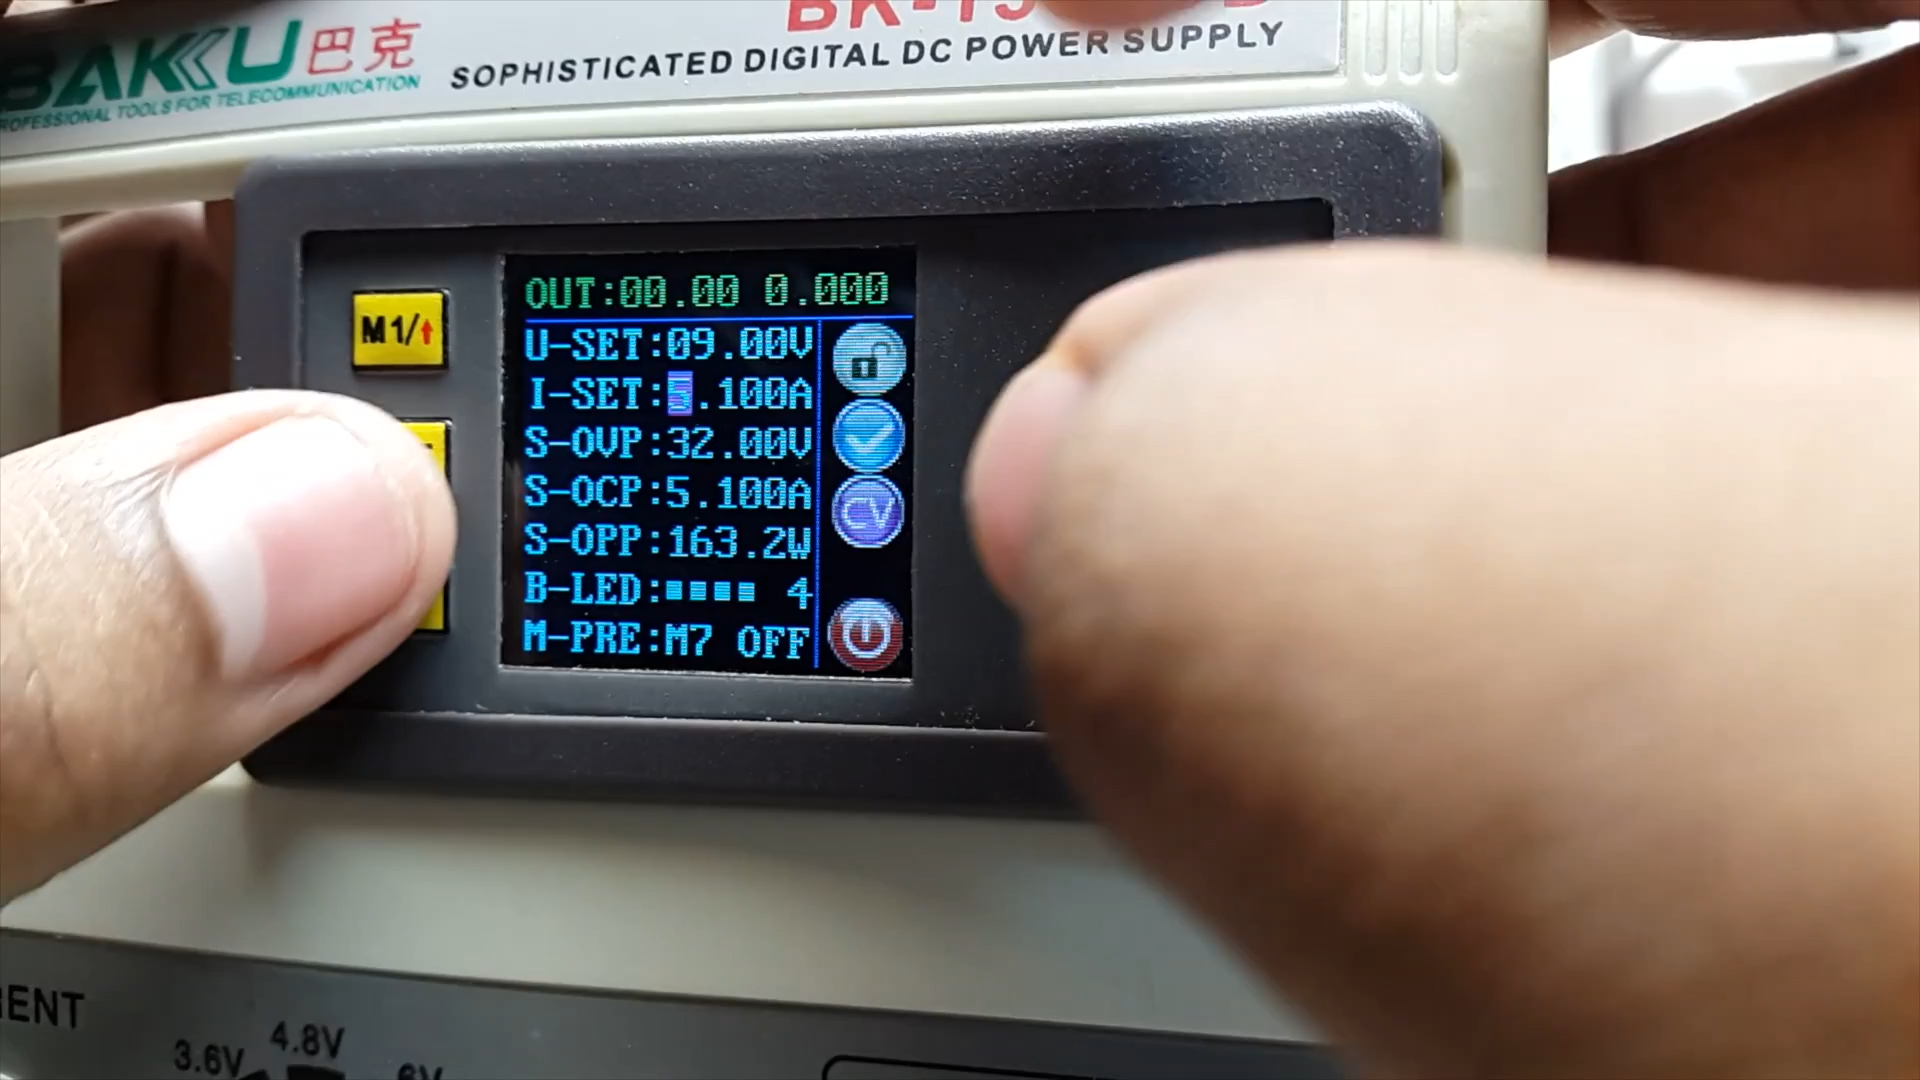 BAKU巴克
SOPHISTICATED DIGITAL DC POWER SUPPLY
PROFESSIONAL TOOLS FOR TELECOMMUNICATION
M1/↑
OUT:00.00 0.000
U-SET:09.00V
I-SET:5.100A
S-OVP:32.00V
S-OCP:5.100A
S-OPP:163.2W
B-LED: 4
M-PRE:M7 OFF
CV
3.6V
4.8V
6V